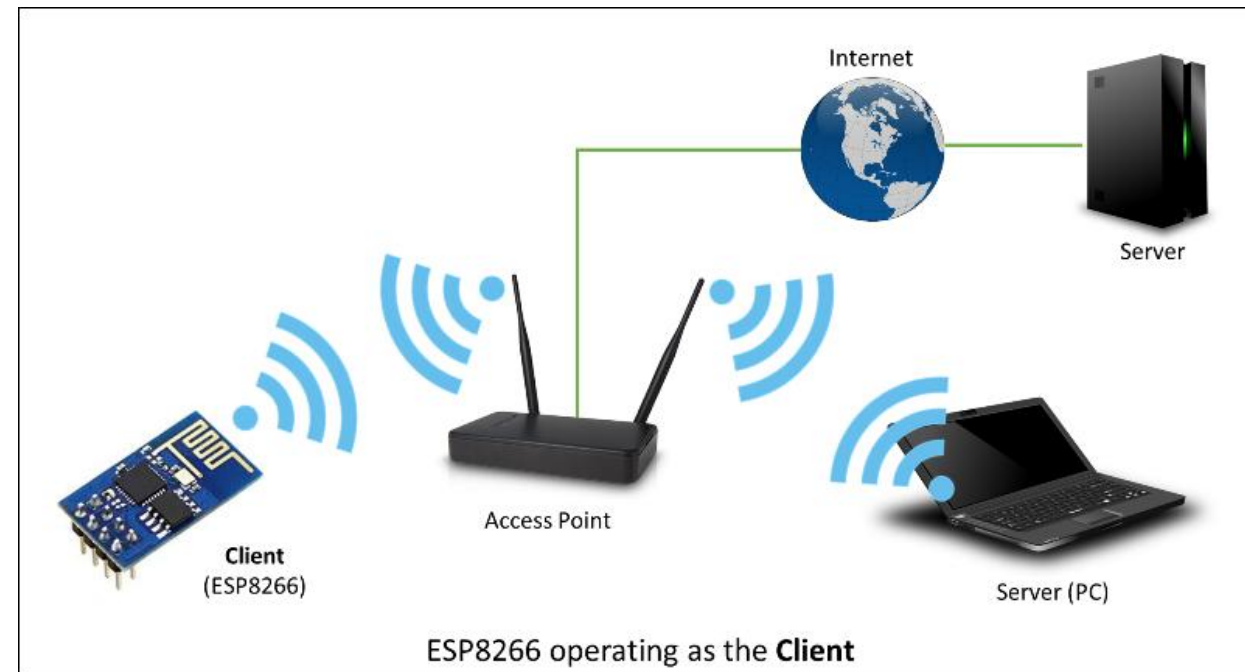 Internet
Server
Access Point
Client
(ESP8266)
Server (PC)
ESP8266 operating as the Client